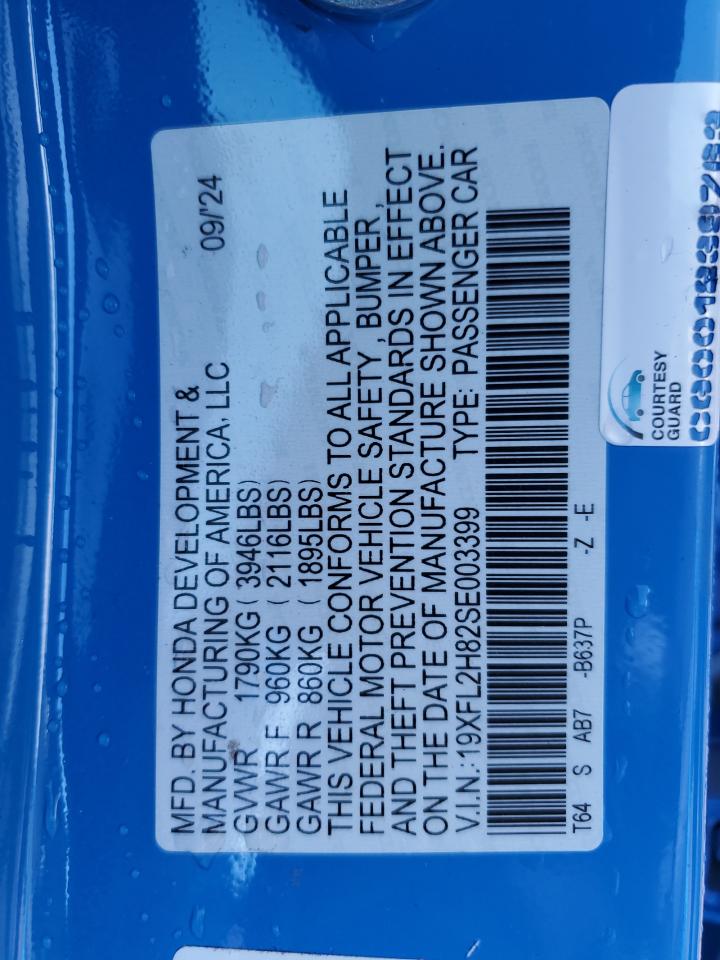 MFD. BY HONDA DEVELOPMENT &
MANUFACTURING OF AMERICA, LLC 09/'24
GVWR 1790KG ( 3946LBS)
GAWR F 960KG ( 2116LBS)
GAWR R 860KG ( 1895LBS)
THIS VEHICLE CONFORMS TO ALL APPLICABLE
FEDERAL MOTOR VEHICLE SAFETY , BUMPER ,
AND THEFT PREVENTION STANDARDS IN EFFECT
ON THE DATE OF MANUFACTURE SHOWN ABOVE.
V.I.N.: 19XFL2H82SE003399 TYPE: PASSENGER CAR
T64 S AB7 -B637P -Z -E
COURTESY
GUARD